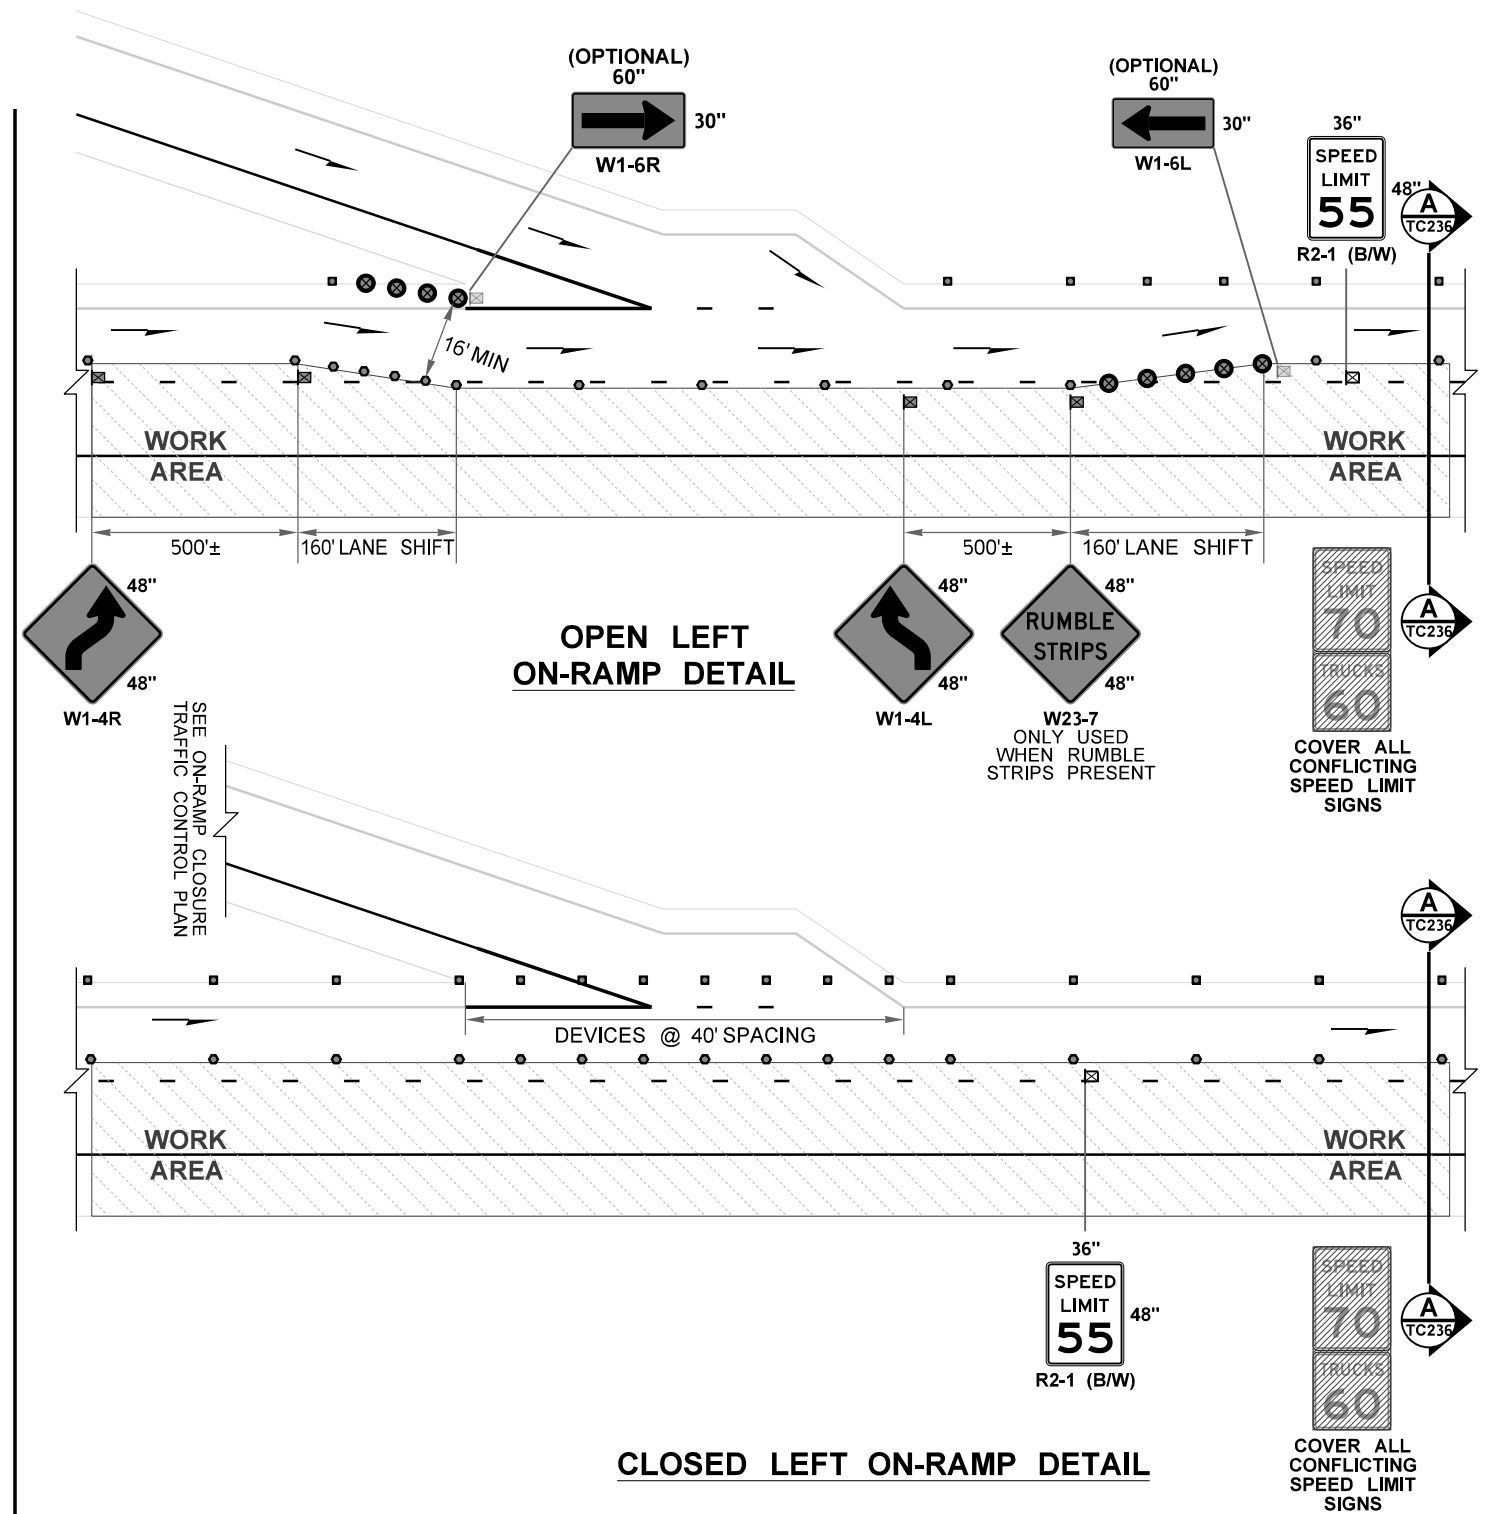 (OPTIONAL)
60"
30"
W1-6R
(OPTIONAL)
60"
30"
W1-6L
36"
SPEED
LIMIT
55
48"
R2-1 (B/W)
A
TC236
16' MIN
WORK
AREA
WORK
AREA
500'±
160' LANE SHIFT
500'±
160' LANE SHIFT
48"
48"
W1-4R
OPEN LEFT
ON-RAMP DETAIL
48"
48"
W1-4L
RUMBLE
STRIPS
48"
48"
W23-7
ONLY USED
WHEN RUMBLE
STRIPS PRESENT
SPEED
LIMIT
70
TRUCKS
60
A
TC236
COVER ALL
CONFLICTING
SPEED LIMIT
SIGNS
SEE ON-RAMP CLOSURE
TRAFFIC CONTROL PLAN
A
TC236
DEVICES @ 40' SPACING
WORK
AREA
WORK
AREA
36"
SPEED
LIMIT
55
48"
R2-1 (B/W)
SPEED
LIMIT
70
TRUCKS
60
A
TC236
COVER ALL
CONFLICTING
SPEED LIMIT
SIGNS
CLOSED LEFT ON-RAMP DETAIL